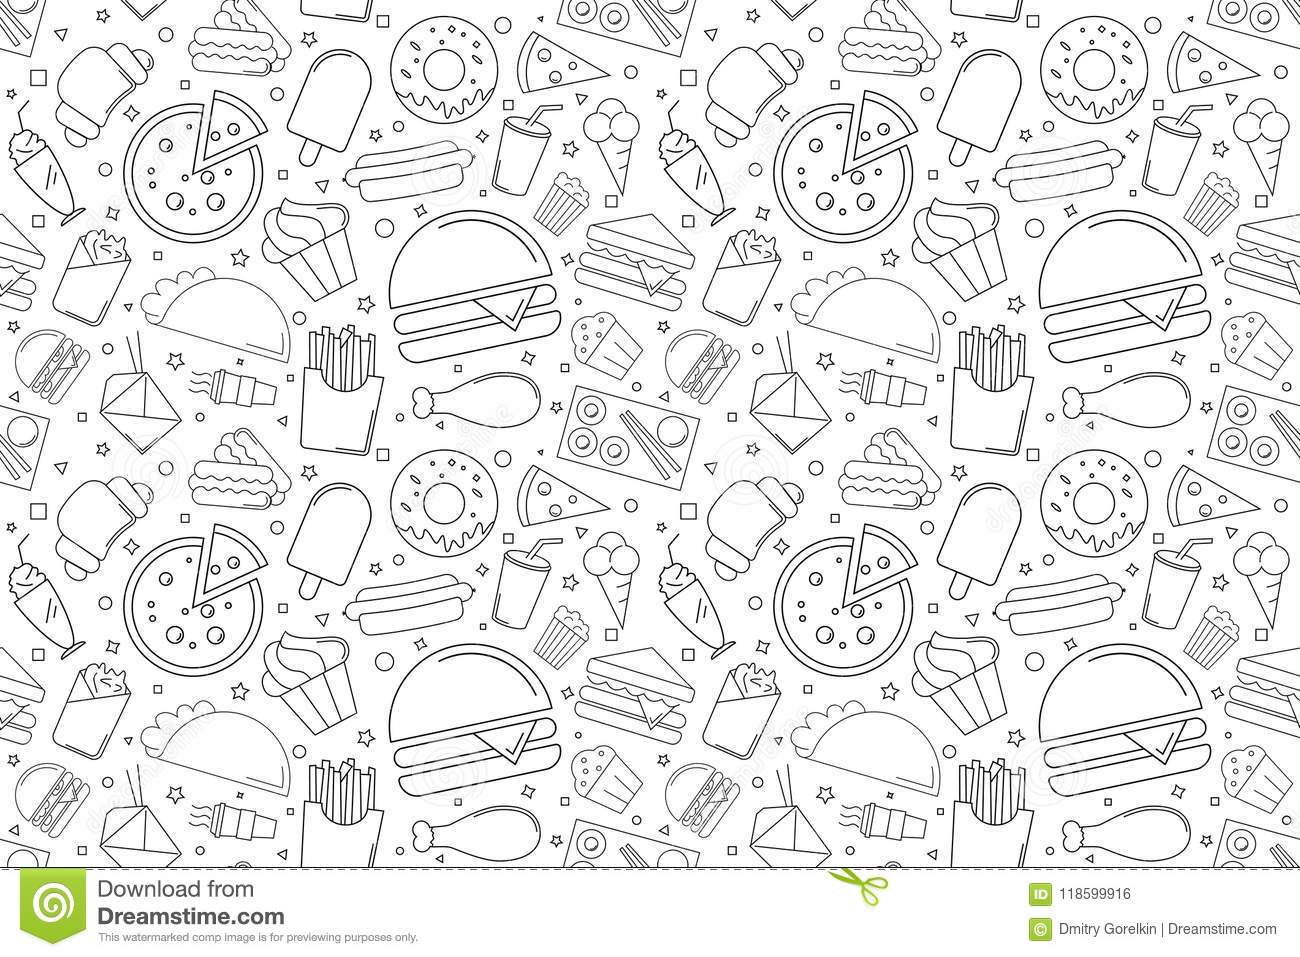 Download from
Dreamstime.com
This watermarked comp image is for previewing purposes only.
ID 118599916
© Dmitry Gorelkin | Dreamstime.com